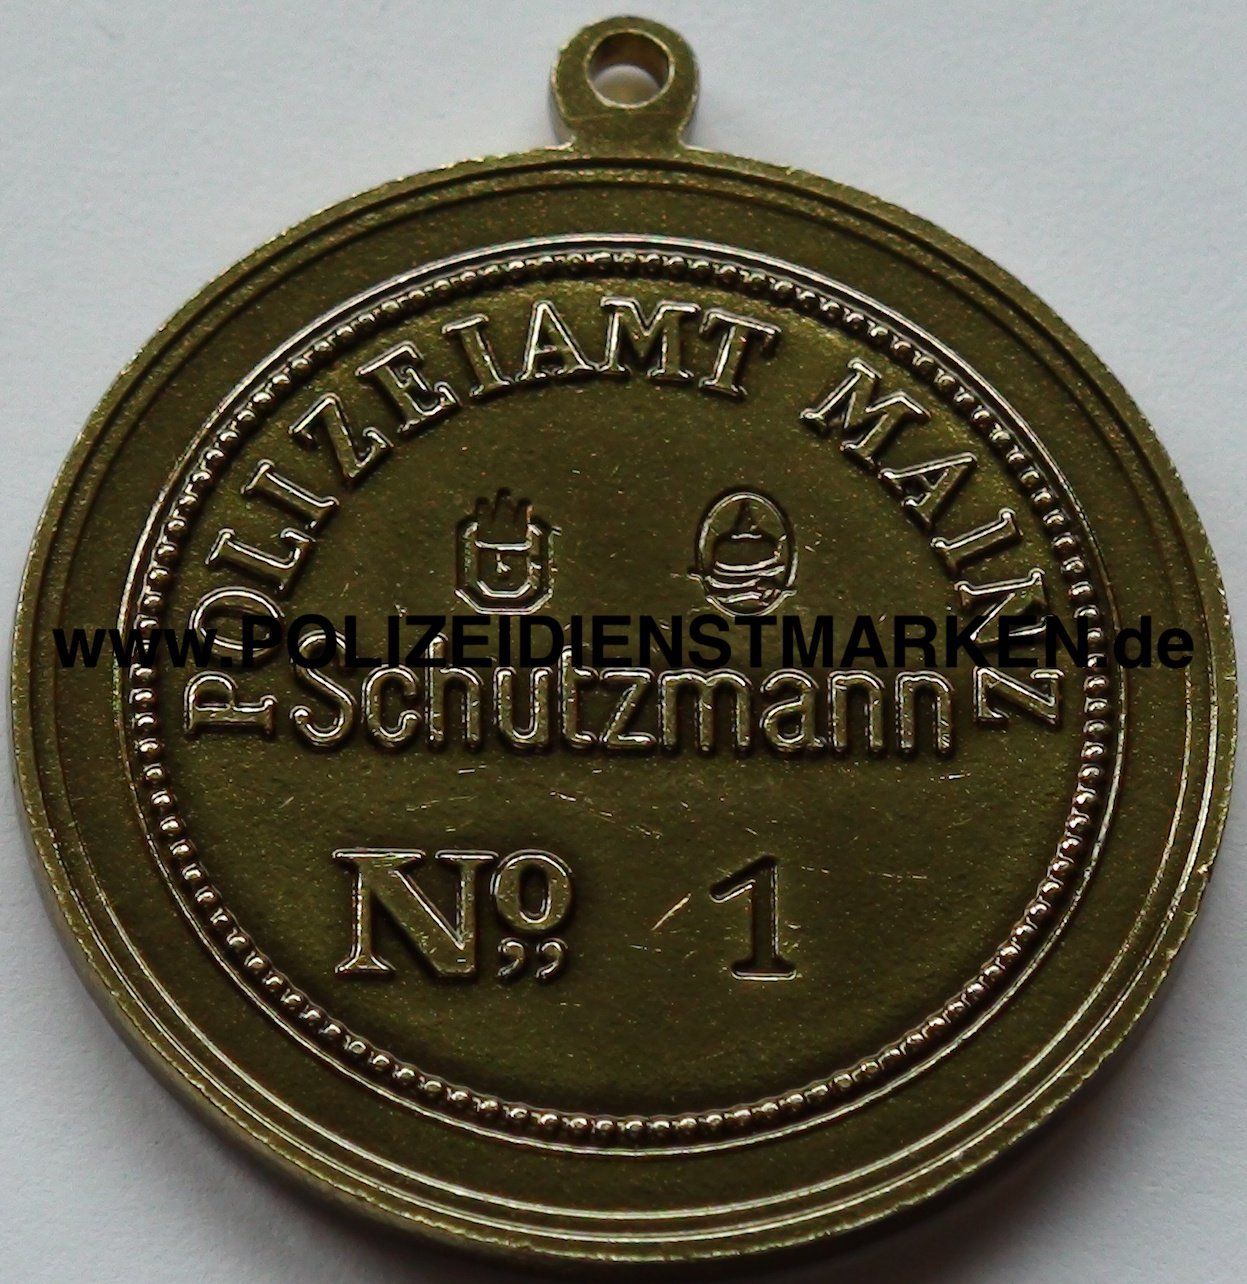 POLIZEIAMT MAINZ
www.POLIZEIDIENSTMARKEN.de
Schutzmann
No,, 1